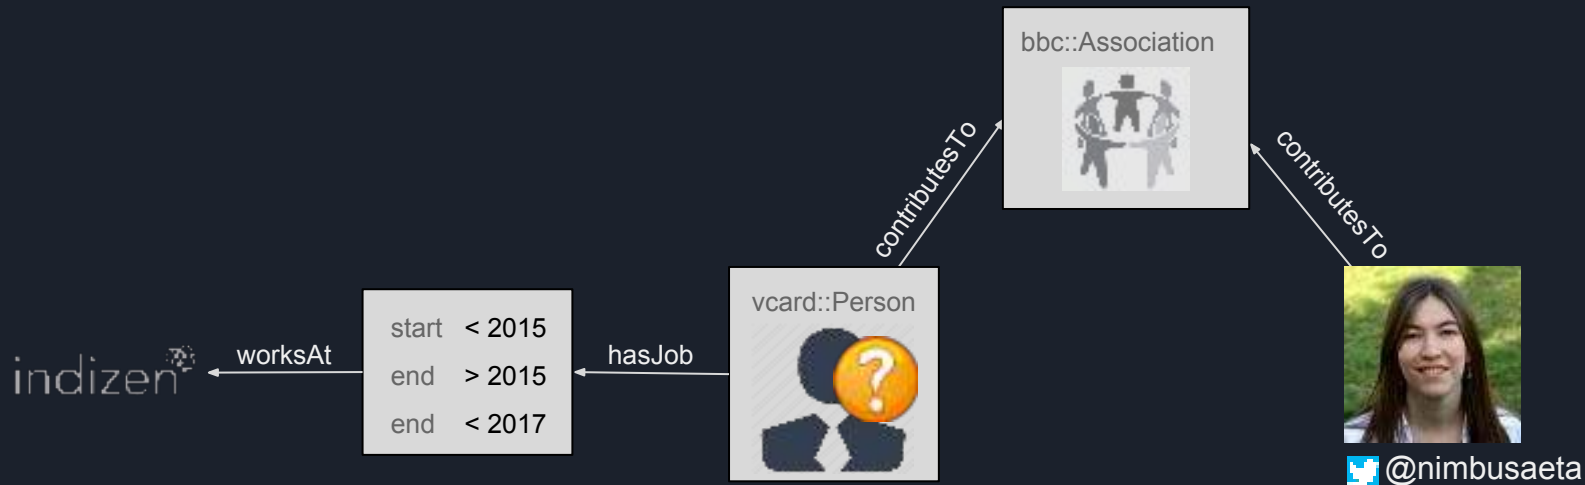 bbc::Association
contributesTo
contributesTo
vcard::Person
?
start < 2015
end > 2015
end < 2017
hasJob
worksAt
indizen
@nimbusaeta